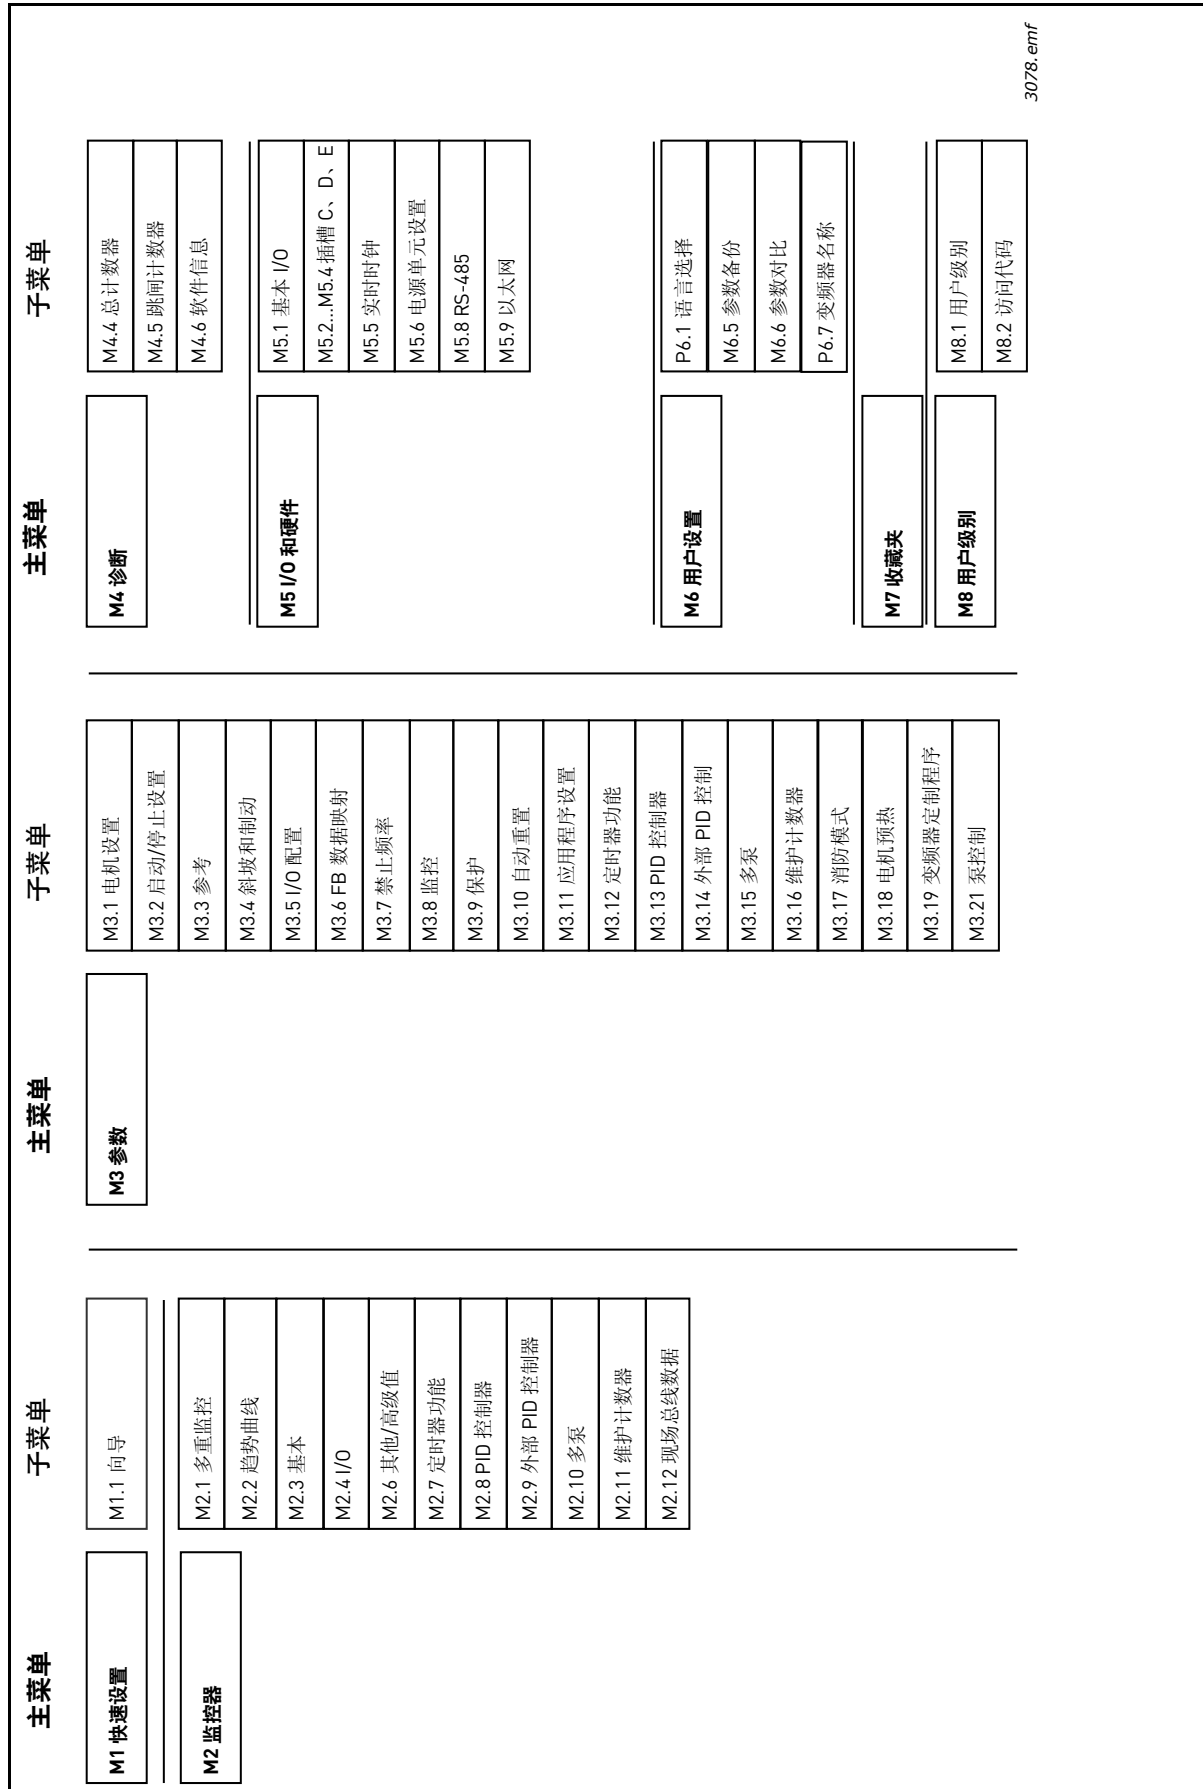 主菜单
子菜单
M1 快速设置
M1.1 向导
M2 监控器
M2.1 多重监控
M2.2 趋势曲线
M2.3 基本
M2.4 I/O
M2.6 其他/高级值
M2.7 定时器功能
M2.8 PID 控制器
M2.9 外部 PID 控制器
M2.10 多泵
M2.11 维护计数器
M2.12 现场总线数据
主菜单
子菜单
M3 参数
M3.1 电机设置
M3.2 启动/停止设置
M3.3 参考
M3.4 斜坡和制动
M3.5 I/O 配置
M3.6 FB 数据映射
M3.7 禁止频率
M3.8 监控
M3.9 保护
M3.10 自动重置
M3.11 应用程序设置
M3.12 定时器功能
M3.13 PID 控制器
M3.14 外部 PID 控制
M3.15 多泵
M3.16 维护计数器
M3.17 消防模式
M3.18 电机预热
M3.19 变频器定制程序
M3.21 泵控制
主菜单
子菜单
M4 诊断
M4.4 总计数器
M4.5 跳闸计数器
M4.6 软件信息
M5 I/O 和硬件
M5.1 基本 I/O
M5.2...M5.4 插槽 C、D、E
M5.5 实时时钟
M5.6 电源单元设置
M5.8 RS-485
M5.9 以太网
M6 用户设置
P6.1 语言选择
M6.5 参数备份
M6.6 参数对比
P6.7 变频器名称
M7 收藏夹
M8 用户级别
M8.1 用户级别
M8.2 访问代码
3078.emf